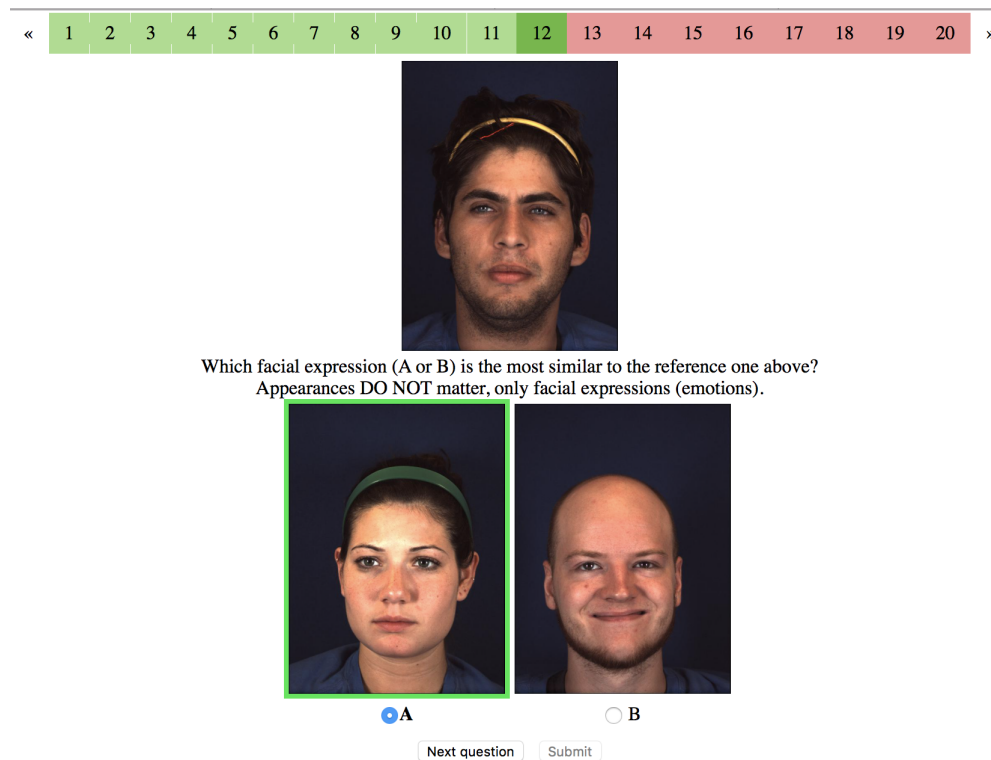 « 1 2 3 4 5 6 7 8 9 10 11 12 13 14 15 16 17 18 19 20 »
Which facial expression (A or B) is the most similar to the reference one above?
Appearances DO NOT matter, only facial expressions (emotions).
A B
Next question Submit